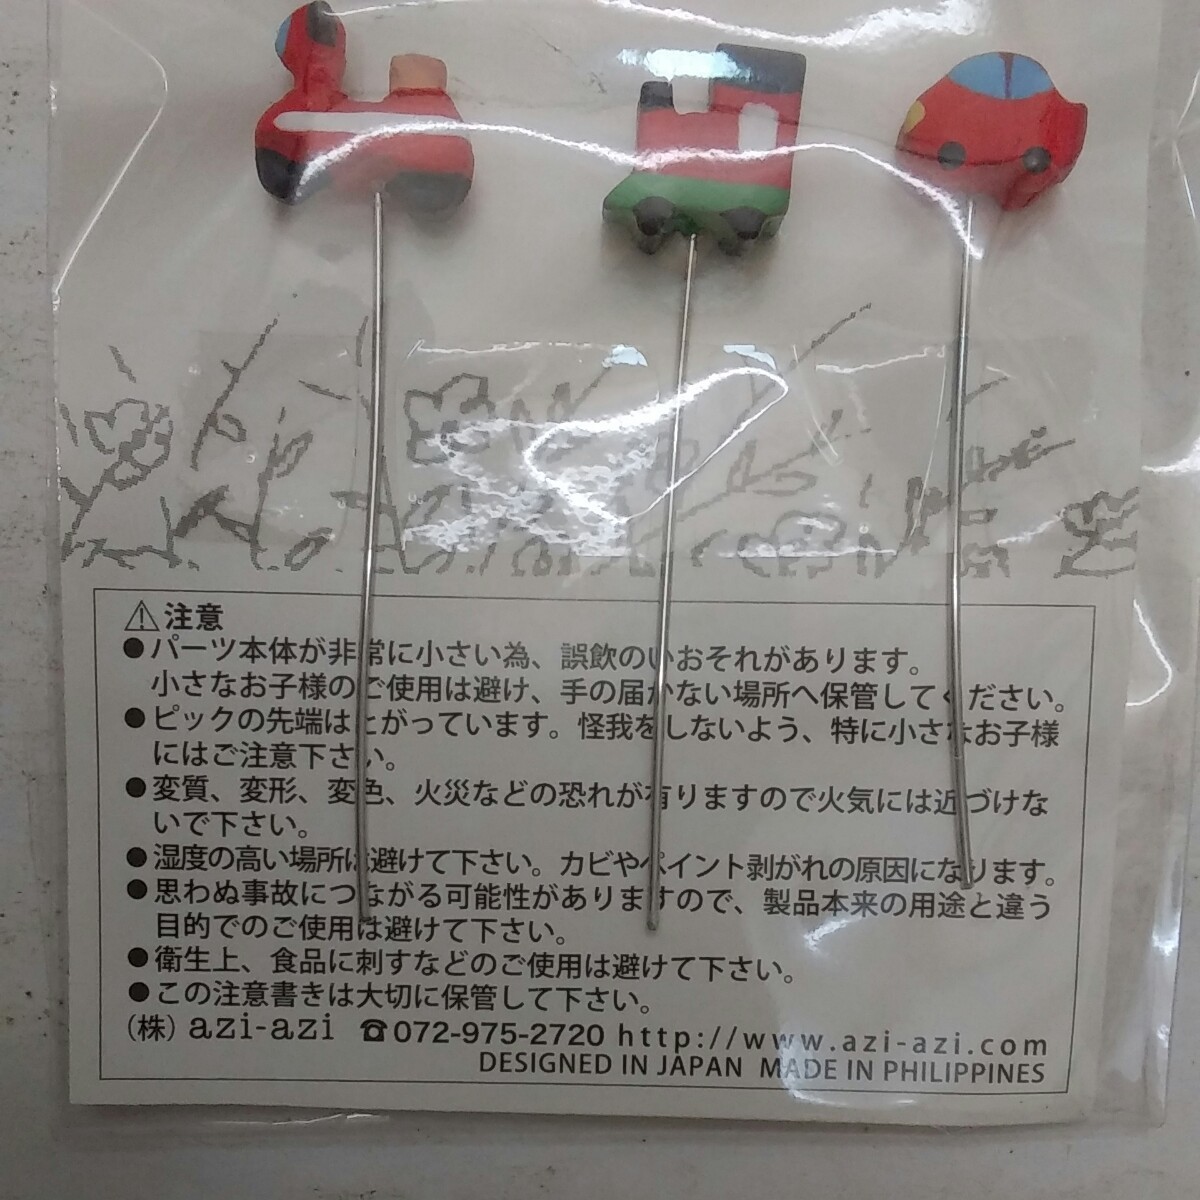 ⚠注意
●パーツ本体が非常に小さい為、誤飲のいおそれがあります。
小さなお子様のご使用は避け、手の届かない場所へ保管してください。
●ピックの先端はとがっています。怪我をしないよう、特に小さなお子様
にはご注意下さい。
●変質、変形、変色、火災などの恐れが有りますので火気には近づけな
いで下さい。
●湿度の高い場所は避けて下さい。カビやペイント剥がれの原因になります。
●思わぬ事故につながる可能性がありますので、製品本来の用途と違う
目的でのご使用は避けて下さい。
●衛生上、食品に刺すなどのご使用は避けて下さい。
●この注意書きは大切に保管して下さい。
(株) azi-azi ☎072-975-2720 http://www.azi-azi.com
DESIGNED IN JAPAN MADE IN PHILIPPINES